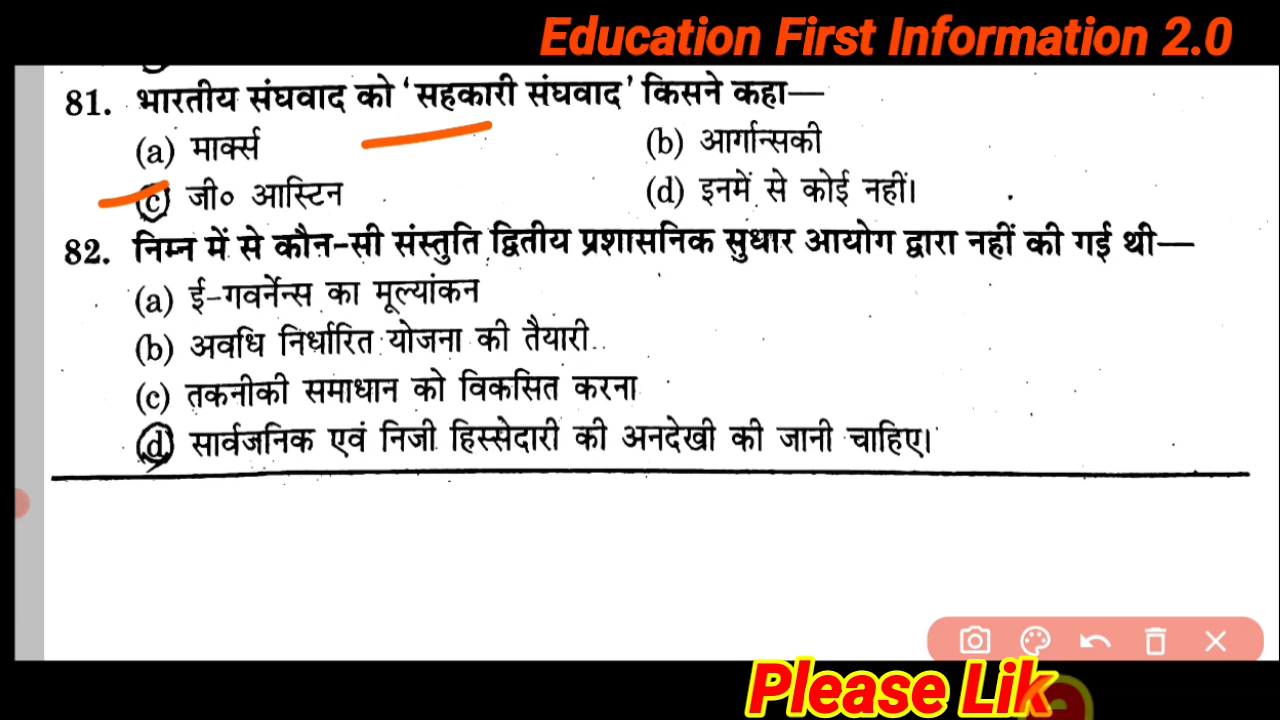 Education First Information 2.0
81. भारतीय संघवाद को 'सहकारी संघवाद' किसने कहा—
(a) मार्क्स (b) आर्गान्सकी
(c) जी० आस्टिन (d) इनमें से कोई नहीं।
82. निम्न में से कौन-सी संस्तुति द्वितीय प्रशासनिक सुधार आयोग द्वारा नहीं की गई थी—
(a) ई-गवर्नेन्स का मूल्यांकन
(b) अवधि निर्धारित योजना की तैयारी
(c) तकनीकी समाधान को विकसित करना
(d) सार्वजनिक एवं निजी हिस्सेदारी की अनदेखी की जानी चाहिए।
Please Lik